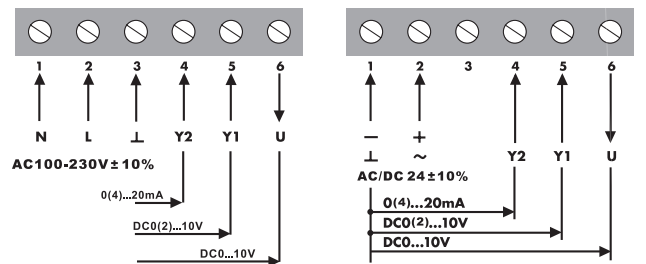 1 2 3 4 5 6
N L ⊥ Y2 Y1 U
AC100-230V±10%
0(4)...20mA
DC0(2)...10V
DC0...10V
1 2 3 4 5 6
− +
⊥ ~ Y2 Y1 U
AC/DC 24±10%
0(4)...20mA
DC0(2)...10V
DC0...10V